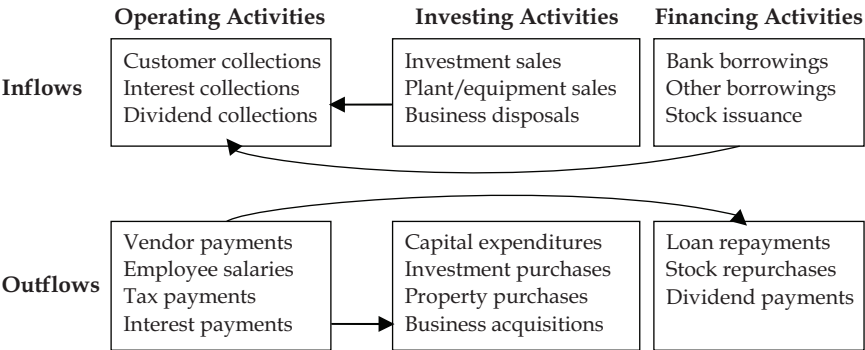 Operating Activities
Investing Activities
Financing Activities
Inflows
Customer collections
Interest collections
Dividend collections
Investment sales
Plant/equipment sales
Business disposals
Bank borrowings
Other borrowings
Stock issuance
Outflows
Vendor payments
Employee salaries
Tax payments
Interest payments
Capital expenditures
Investment purchases
Property purchases
Business acquisitions
Loan repayments
Stock repurchases
Dividend payments